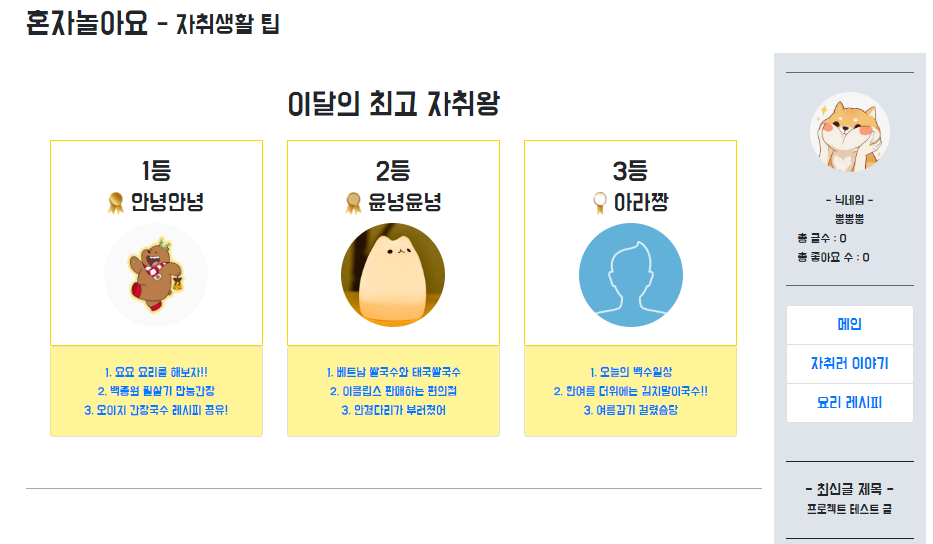 혼자놀아요 - 자취생활 팁
이달의 최고 자취왕
1등
안녕안녕
1. 요요 요리를 해보자!!
2. 백종원 필살기 만능간장
3. 오이지 간장국수 레시피 공유!
2등
윤녕윤녕
1. 베트남 쌀국수와 태국쌀국수
2. 이클립스 판매하는 편의점
3. 안경다리가 부러졌어
3등
아라짱
1. 오늘의 백수일상
2. 한여름 더위에는 김치말이국수!!
3. 여름감기 걸렸슴당
- 닉네임 -
뿡뿡뿡
총 글수 : 0
총 좋아요 수 : 0
메인
자취러 이야기
요리 레시피
- 최신글 제목 -
프로젝트 테스트 글